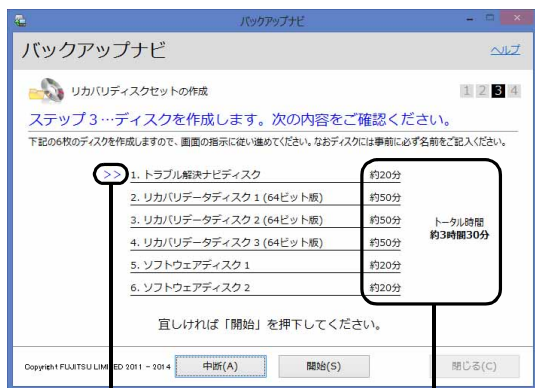 バックアップナビ
バックアップナビ
ヘルプ
リカバリディスクセットの作成
1 2 3 4
ステップ3…ディスクを作成します。次の内容をご確認ください。
下記の6枚のディスクを作成しますので、画面の指示に従い進めてください。なおディスクには事前に必ず名前をご記入ください。
>> 1. トラブル解決ナビディスク 約20分
2. リカバリデータディスク1 (64ビット版) 約50分
3. リカバリデータディスク2 (64ビット版) 約50分
4. リカバリデータディスク3 (64ビット版) 約50分
5. ソフトウェアディスク1 約20分
6. ソフトウェアディスク2 約20分
トータル時間
約3時間30分
宜しければ「開始」を押下してください。
Copyright FUJITSU LIMITED 2011 - 2014
中断(A)
開始(S)
閉じる(C)